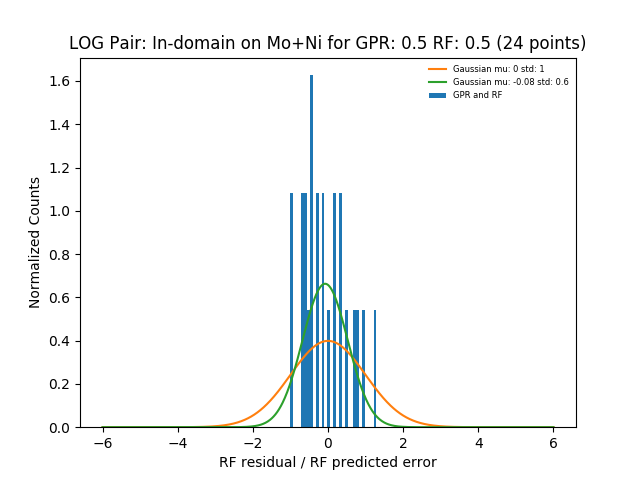 LOG Pair: In-domain on Mo+Ni for GPR: 0.5 RF: 0.5 (24 points)
Gaussian mu: 0 std: 1
Gaussian mu: -0.08 std: 0.6
GPR and RF
Normalized Counts
1.6
1.4
1.2
1.0
0.8
0.6
0.4
0.2
0.0
−6 −4 −2 0 2 4 6
RF residual / RF predicted error